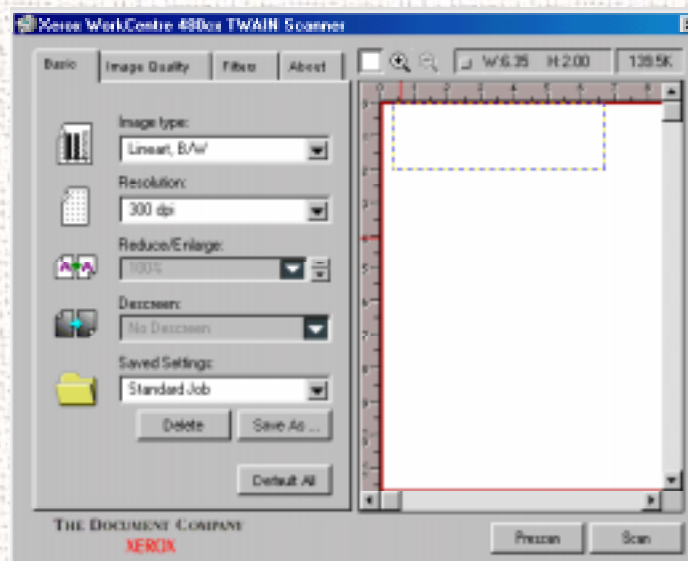 Xerox WorkCentre 480cx TWAIN Scanner
Basic Image Quality Filters About
W:6.35 H:2.00 139.5K
Image type:
Lineart, B/W
Resolution:
300 dpi
Reduce/Enlarge:
100%
Descreen:
No Descreen
Saved Settings:
Standard Job
Delete Save As ...
Default All
THE DOCUMENT COMPANY
XEROX
Prescan Scan